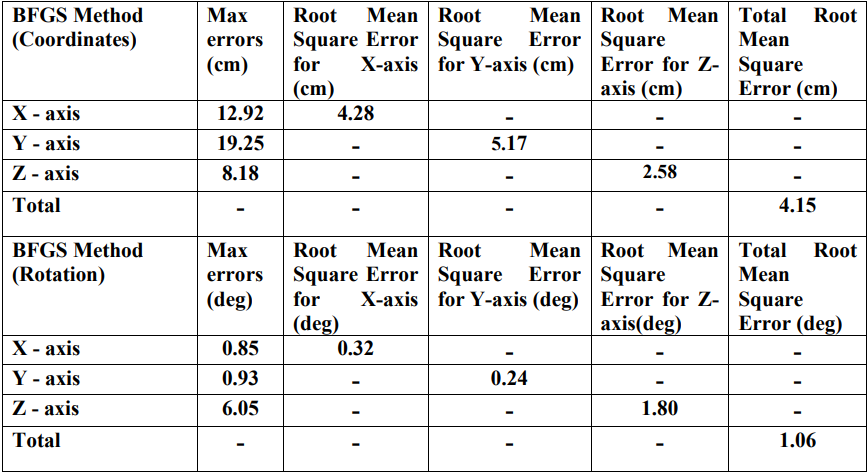 BFGS Method (Coordinates) | Max errors (cm) | Root Mean Square Error for X-axis (cm) | Root Mean Square Error for Y-axis (cm) | Root Mean Square Error for Z-axis (cm) | Total Root Mean Square Error (cm)
X - axis | 12.92 | 4.28 | - | - | -
Y - axis | 19.25 | - | 5.17 | - | -
Z - axis | 8.18 | - | - | 2.58 | -
Total | - | - | - | - | 4.15
BFGS Method (Rotation) | Max errors (deg) | Root Mean Square Error for X-axis (deg) | Root Mean Square Error for Y-axis (deg) | Root Mean Square Error for Z-axis(deg) | Total Root Mean Square Error (deg)
X - axis | 0.85 | 0.32 | - | - | -
Y - axis | 0.93 | - | 0.24 | - | -
Z - axis | 6.05 | - | - | 1.80 | -
Total | - | - | - | - | 1.06